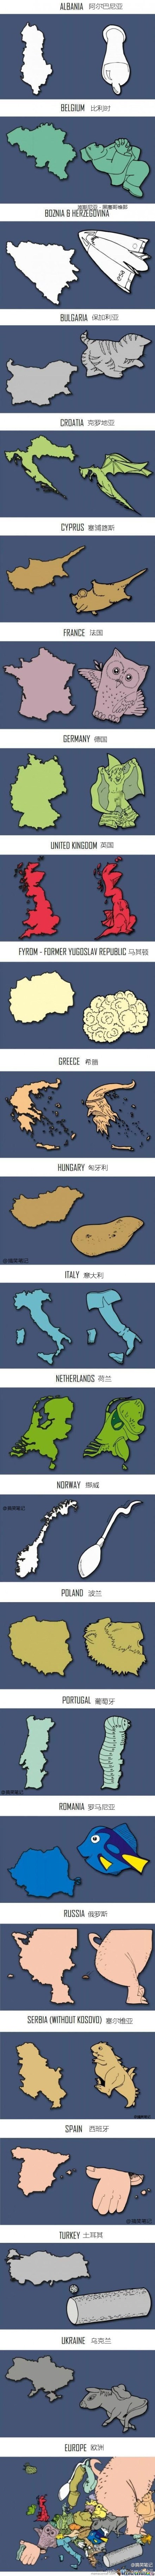 ALBANIA 阿尔巴尼亚
BELGIUM 比利时
波斯尼亚-黑塞哥维那
BOZNIA & HERZEGOVINA
BULGARIA 保加利亚
CROATIA 克罗地亚
CYPRUS 塞浦路斯
FRANCE 法国
GERMANY 德国
UNITED KINGDOM 英国
FYROM - FORMER YUGOSLAV REPUBLIC 马其顿
GREECE 希腊
HUNGARY 匈牙利
ITALY 意大利
NETHERLANDS 荷兰
NORWAY 挪威
POLAND 波兰
PORTUGAL 葡萄牙
ROMANIA 罗马尼亚
RUSSIA 俄罗斯
SERBIA (WITHOUT KOSOVO) 塞尔维亚
SPAIN 西班牙
TURKEY 土耳其
UKRAINE 乌克兰
EUROPE 欧洲